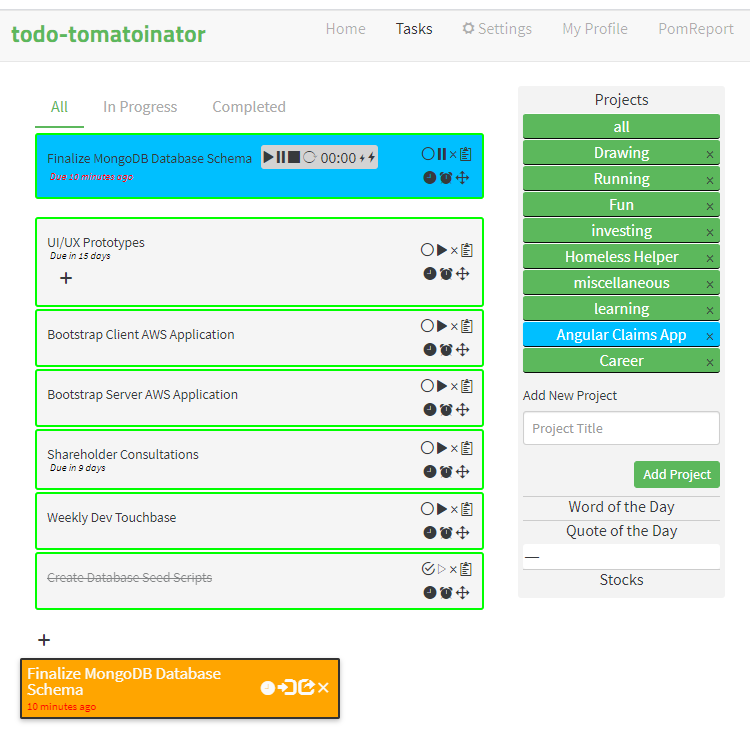 todo-tomatoinator
Home Tasks Settings My Profile PomReport
All In Progress Completed
Finalize MongoDB Database Schema 00:00
Due 10 minutes ago
UI/UX Prototypes
Due in 15 days
Bootstrap Client AWS Application
Bootstrap Server AWS Application
Shareholder Consultations
Due in 9 days
Weekly Dev Touchbase
Create Database Seed Scripts
Finalize MongoDB Database
Schema
10 minutes ago
Projects
all
Drawing
Running
Fun
investing
Homeless Helper
miscellaneous
learning
Angular Claims App
Career
Add New Project
Project Title
Add Project
Word of the Day
Quote of the Day
—
Stocks